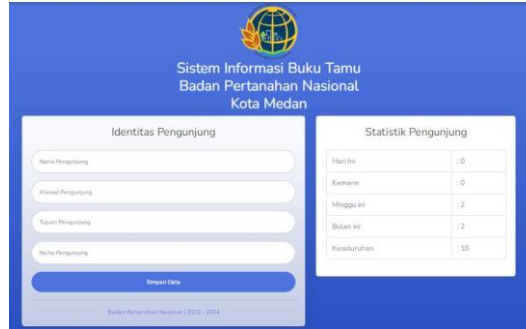 Sistem Informasi Buku Tamu
Badan Pertanahan Nasional
Kota Medan
Identitas Pengunjung
Nama Pengunjung
Alamat Pengunjung
Tujuan Pengunjung
No.hp Pengunjung
Simpan Data
Badan Pertanahan Nasional | 2023 - 2024
Statistik Pengunjung
Hari Ini : 0
Kemarin : 0
Minggu ini : 2
Bulan ini : 2
Keseluruhan : 10